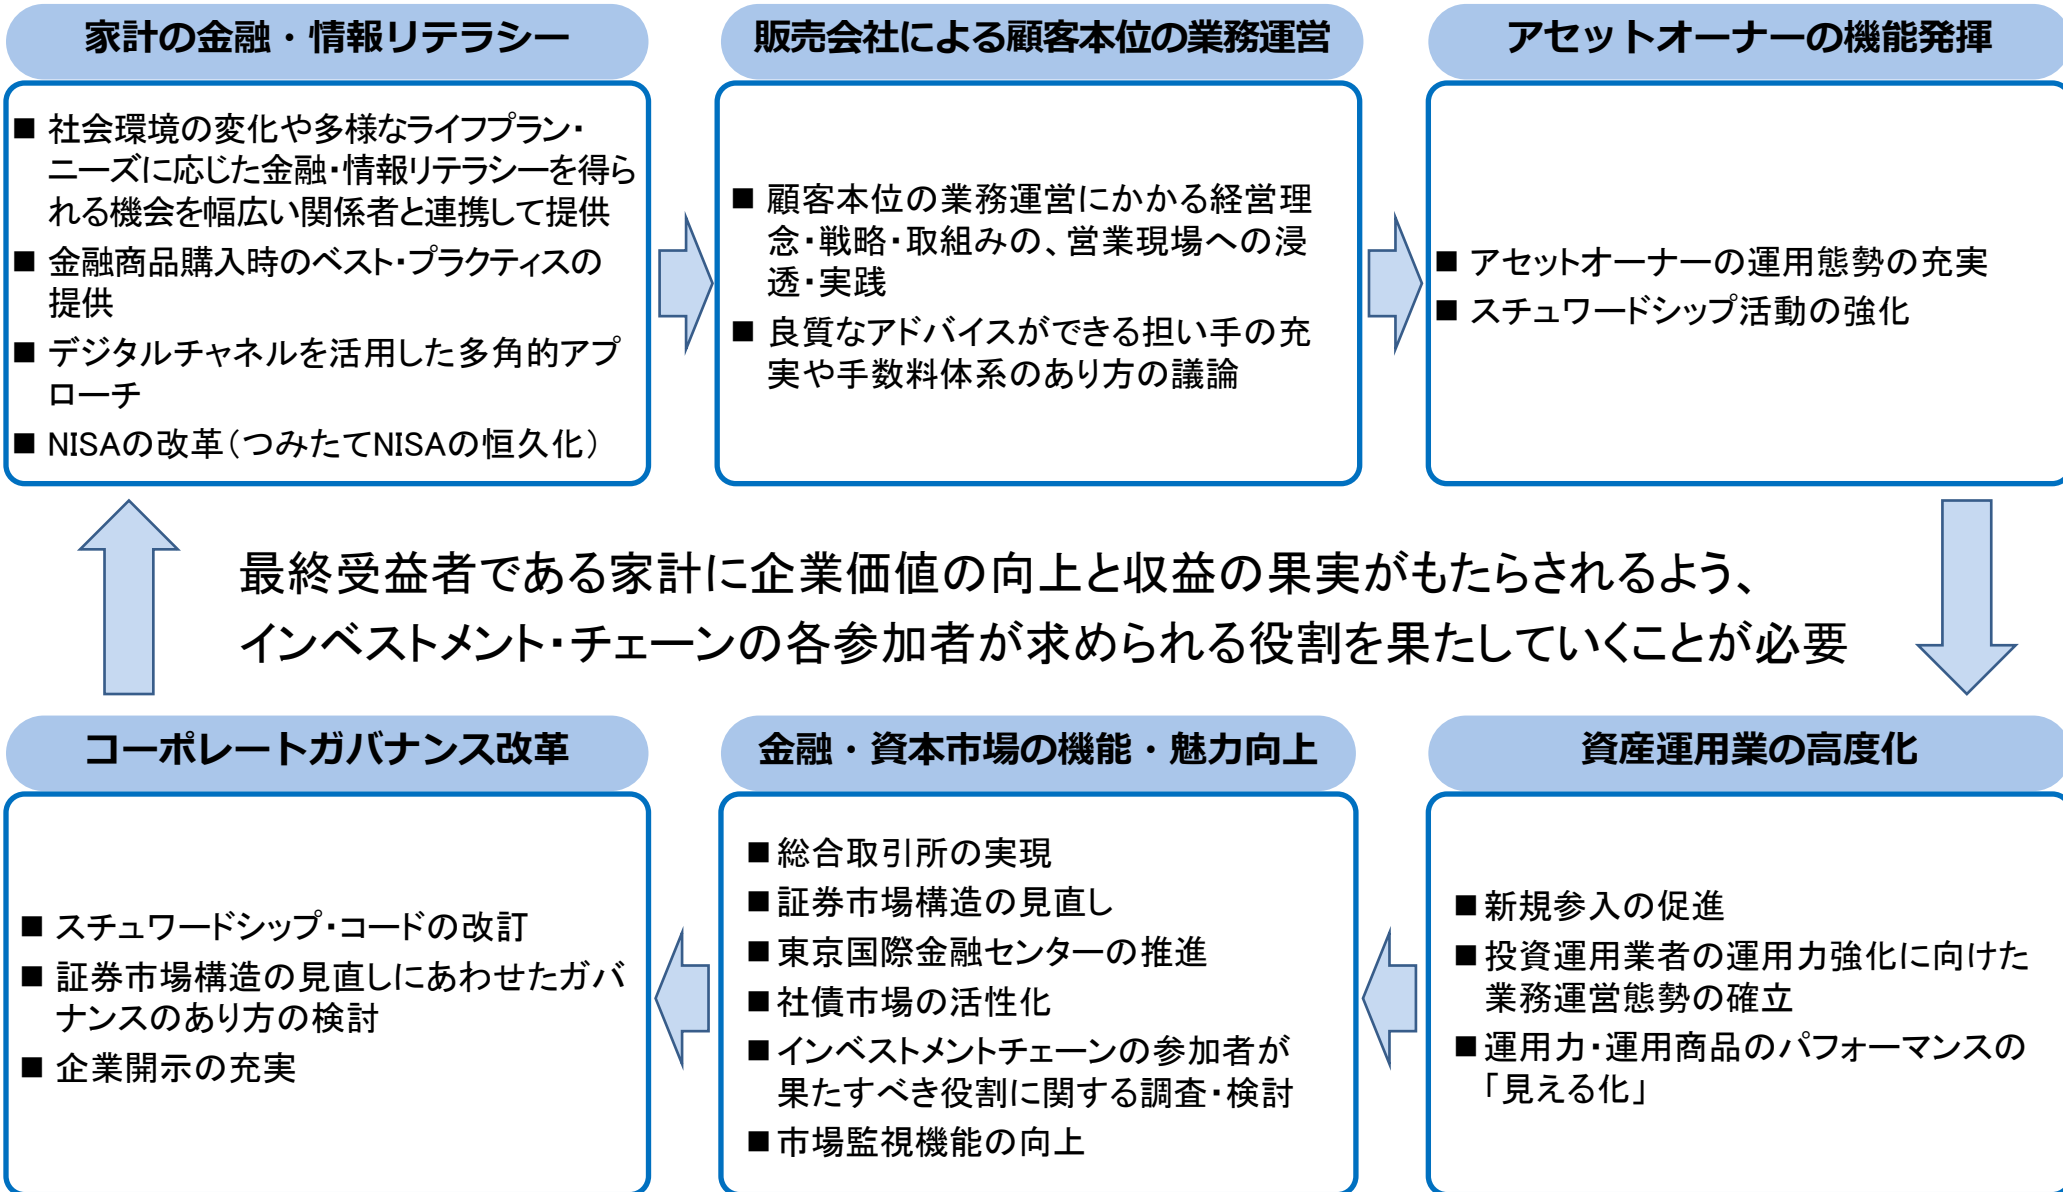 家計の金融・情報リテラシー
■ 社会環境の変化や多様なライフプラン・
ニーズに応じた金融・情報リテラシーを得ら
れる機会を幅広い関係者と連携して提供
■ 金融商品購入時のベスト・プラクティスの
提供
■ デジタルチャネルを活用した多角的アプ
ローチ
■ NISAの改革（つみたてNISAの恒久化）
販売会社による顧客本位の業務運営
■ 顧客本位の業務運営にかかる経営理
念・戦略・取組みの、営業現場への浸
透・実践
■ 良質なアドバイスができる担い手の充
実や手数料体系のあり方の議論
アセットオーナーの機能発揮
■ アセットオーナーの運用態勢の充実
■ スチュワードシップ活動の強化
最終受益者である家計に企業価値の向上と収益の果実がもたらされるよう、
インベストメント・チェーンの各参加者が求められる役割を果たしていくことが必要
コーポレートガバナンス改革
■ スチュワードシップ・コードの改訂
■ 証券市場構造の見直しにあわせたガバ
ナンスのあり方の検討
■ 企業開示の充実
金融・資本市場の機能・魅力向上
■ 総合取引所の実現
■ 証券市場構造の見直し
■ 東京国際金融センターの推進
■ 社債市場の活性化
■ インベストメントチェーンの参加者が
果たすべき役割に関する調査・検討
■ 市場監視機能の向上
資産運用業の高度化
■ 新規参入の促進
■ 投資運用業者の運用力強化に向けた
業務運営態勢の確立
■ 運用力・運用商品のパフォーマンスの
「見える化」